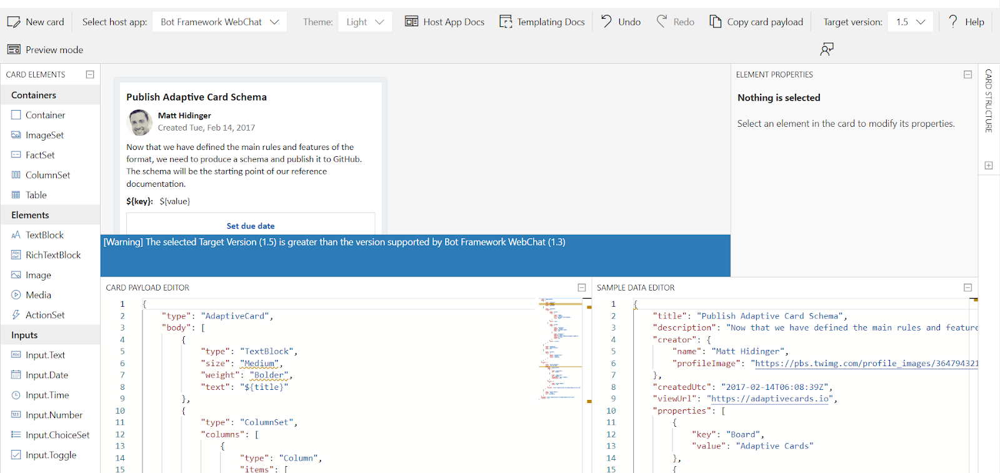 New card
Select host app:
Bot Framework WebChat
Theme:
Light
Host App Docs
Templating Docs
Undo
Redo
Copy card payload
Target version:
1.5
? Help
Preview mode
CARD ELEMENTS
Containers
Container
ImageSet
FactSet
ColumnSet
Table
Elements
TextBlock
RichTextBlock
Image
Media
ActionSet
Inputs
Input.Text
Input.Date
Input.Time
Input.Number
Input.ChoiceSet
Input.Toggle
Publish Adaptive Card Schema
Matt Hidinger
Created Tue, Feb 14, 2017
Now that we have defined the main rules and features of the
format, we need to produce a schema and publish it to GitHub.
The schema will be the starting point of our reference
documentation.
${key}: ${value}
Set due date
[Warning] The selected Target Version (1.5) is greater than the version supported by Bot Framework WebChat (1.3)
ELEMENT PROPERTIES
Nothing is selected
Select an element in the card to modify its properties.
CARD STRUCTURE
CARD PAYLOAD EDITOR
1 {
2 "type": "AdaptiveCard",
3 "body": [
4 {
5 "type": "TextBlock",
6 "size": "Medium",
7 "weight": "Bolder",
8 "text": "${title}"
9 },
10 {
11 "type": "ColumnSet",
12 "columns": [
13 {
14 "type": "Column",
15 "items": [
SAMPLE DATA EDITOR
1 {
2 "title": "Publish Adaptive Card Schema",
3 "description": "Now that we have defined the main rules and feature
4 "creator": {
5 "name": "Matt Hidinger",
6 "profileImage": "https://pbs.twimg.com/profile_images/364794321
7 },
8 "createdUtc": "2017-02-14T06:08:39Z",
9 "viewUrl": "https://adaptivecards.io",
10 "properties": [
11 {
12 "key": "Board",
13 "value": "Adaptive Cards"
14 },
15 {